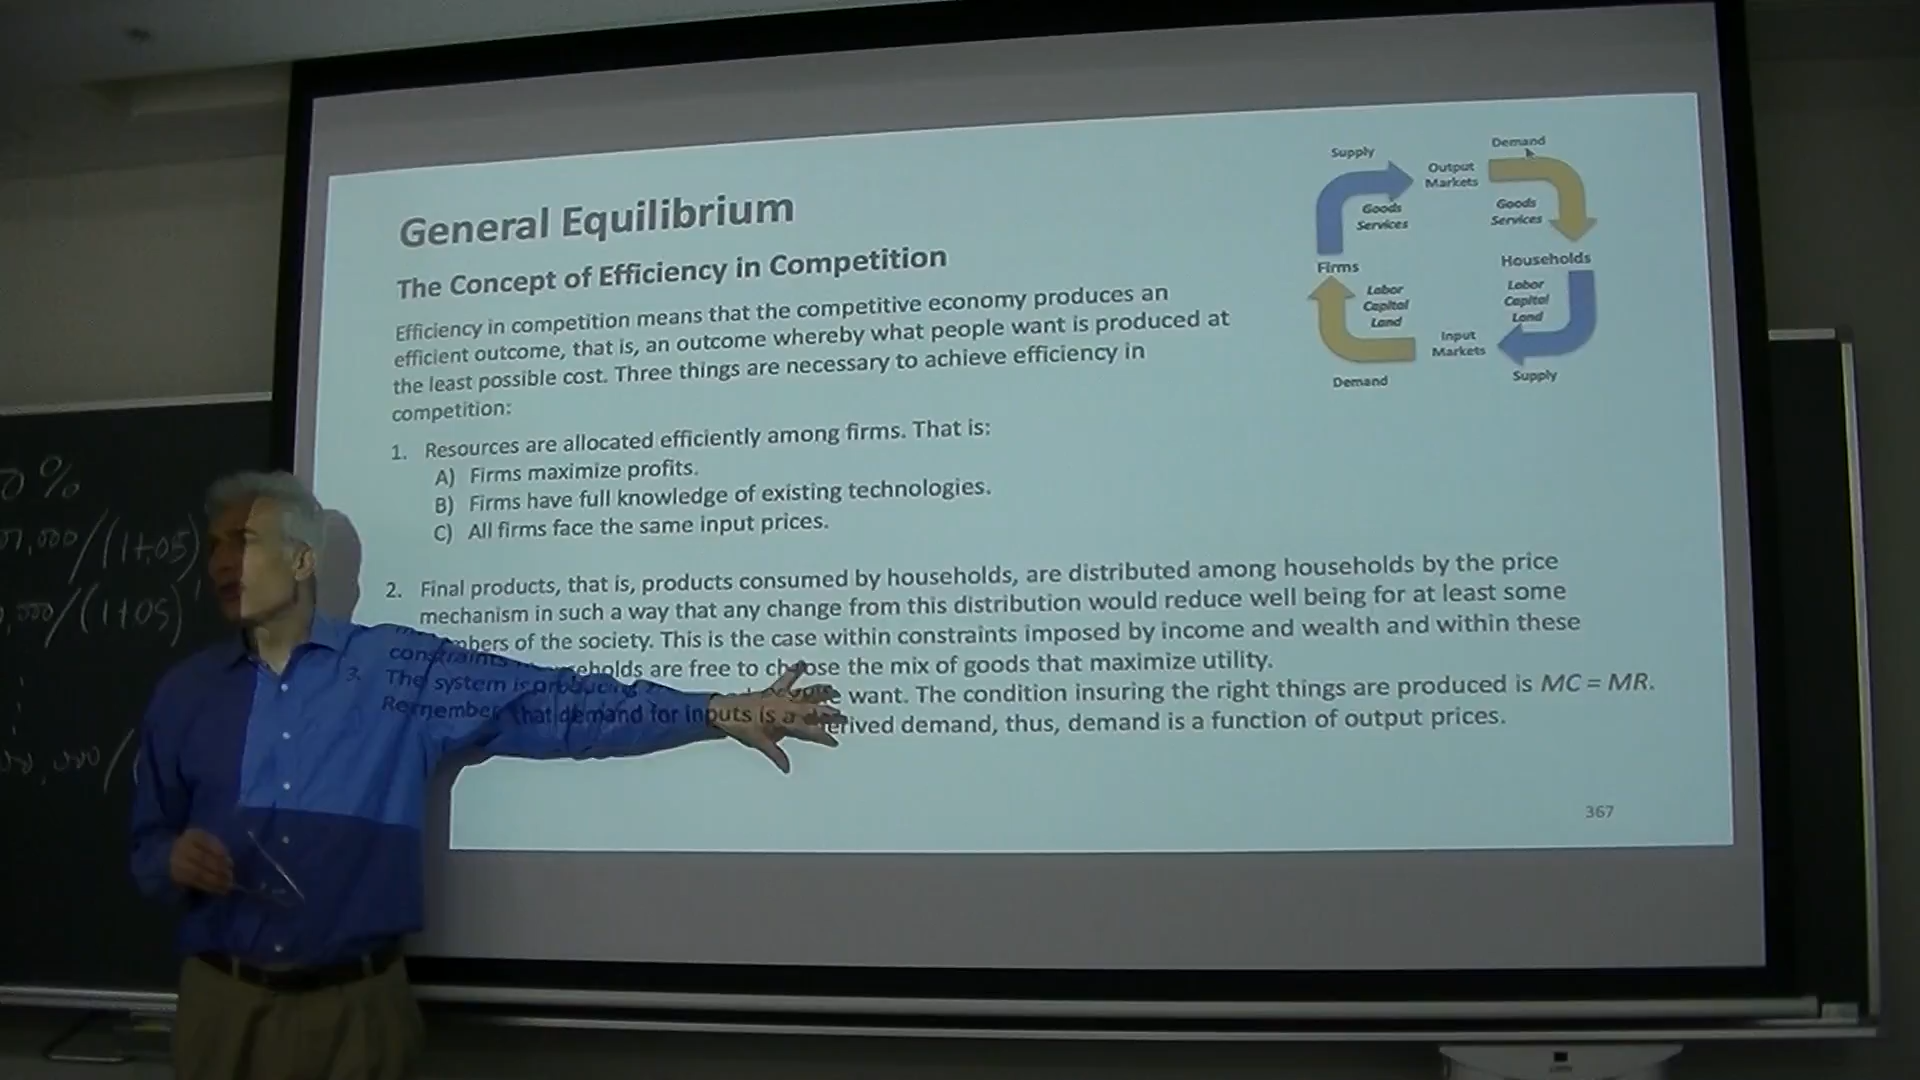 General Equilibrium
The Concept of Efficiency in Competition
Efficiency in competition means that the competitive economy produces an
efficient outcome, that is, an outcome whereby what people want is produced at
the least possible cost. Three things are necessary to achieve efficiency in
competition:
1. Resources are allocated efficiently among firms. That is:
A) Firms maximize profits.
B) Firms have full knowledge of existing technologies.
C) All firms face the same input prices.
2. Final products, that is, products consumed by households, are distributed among households by the price
mechanism in such a way that any change from this distribution would reduce well being for at least some
of the society. This is the case within constraints imposed by income and wealth and within these
constraints are free to choose the mix of goods that maximize utility.
3. The system is want. The condition insuring the right things are produced is MC = MR.
Remember that demand for inputs is a derived demand, thus, demand is a function of output prices.
367
Supply
Demand
Output
Markets
Goods
Services
Goods
Services
Firms
Households
Labor
Capital
Land
Labor
Capital
Land
Input
Markets
Demand
Supply
0%
,000/(1+05)
,000/(1+05)